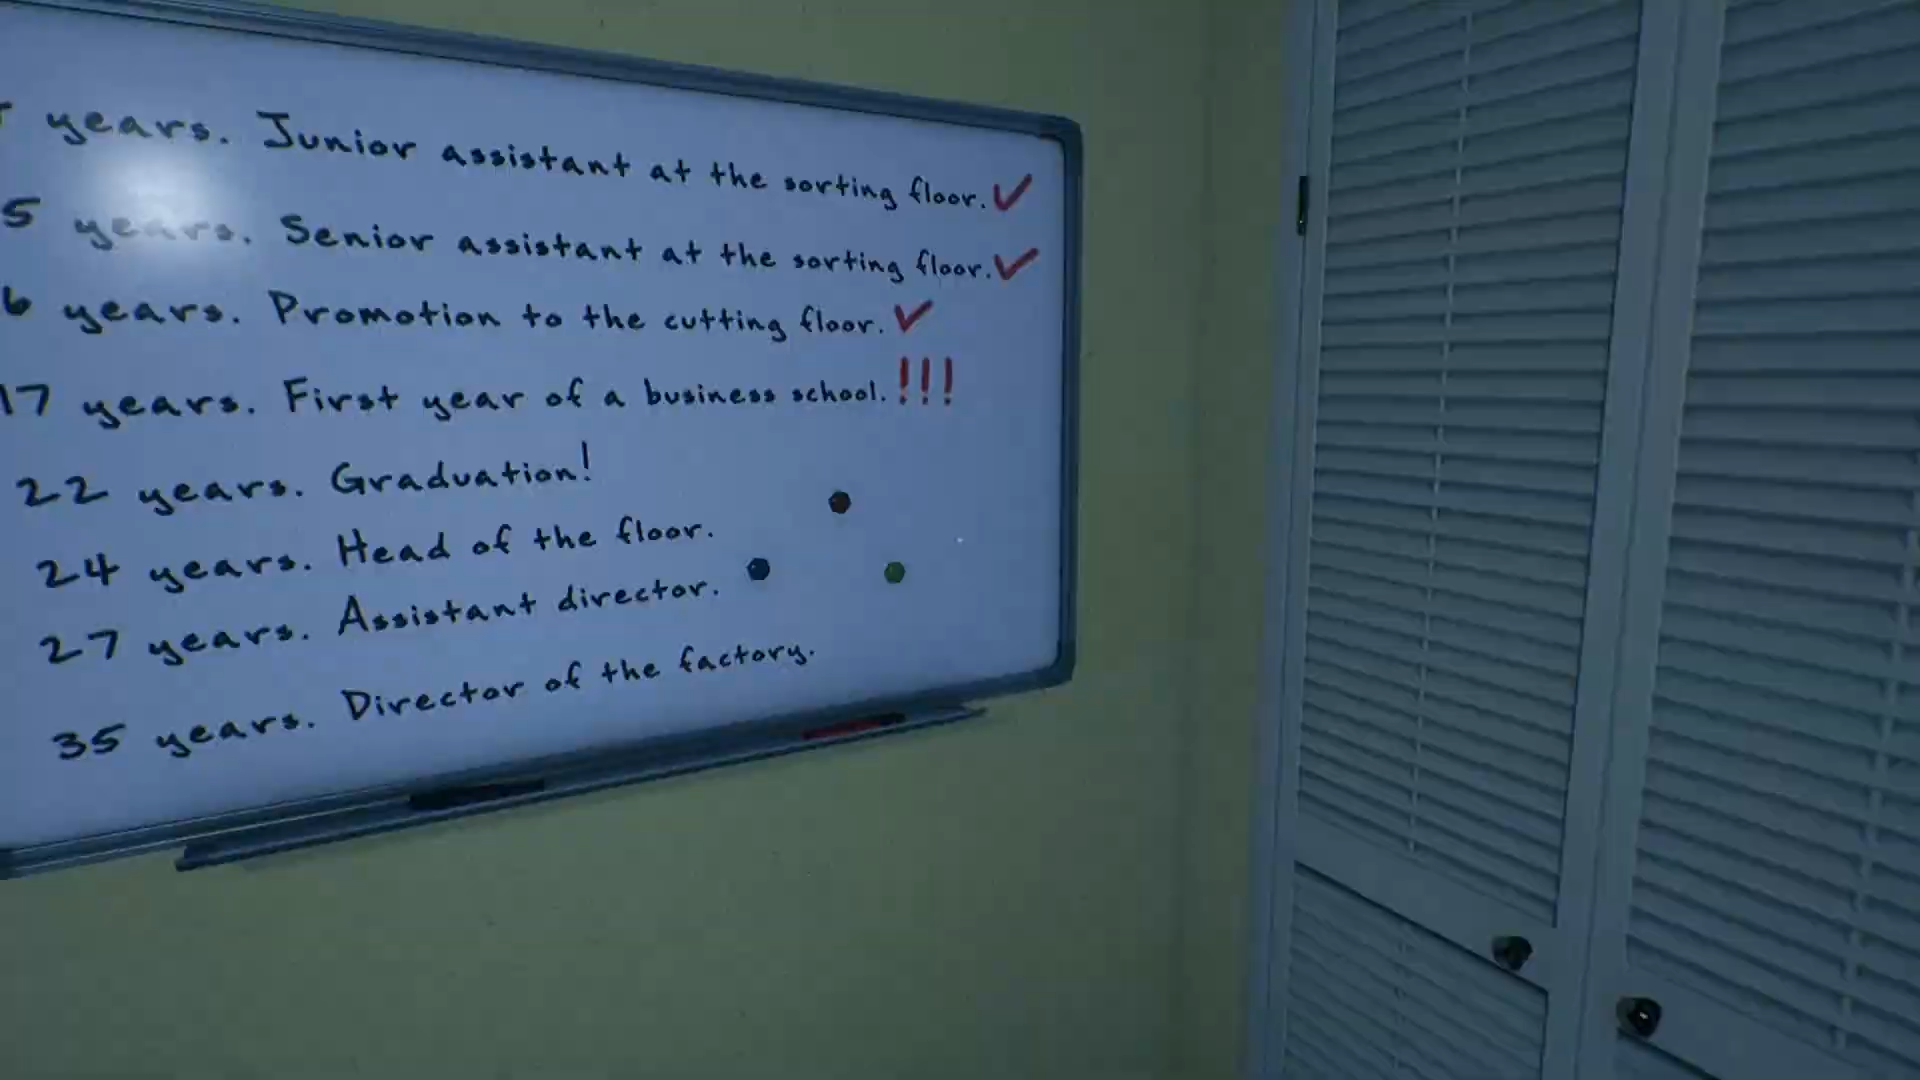 years. Junior assistant at the sorting floor. ✓
5 years. Senior assistant at the sorting floor. ✓
6 years. Promotion to the cutting floor. ✓
17 years. First year of a business school. !!!
22 years. Graduation!
24 years. Head of the floor.
27 years. Assistant director.
35 years. Director of the factory.